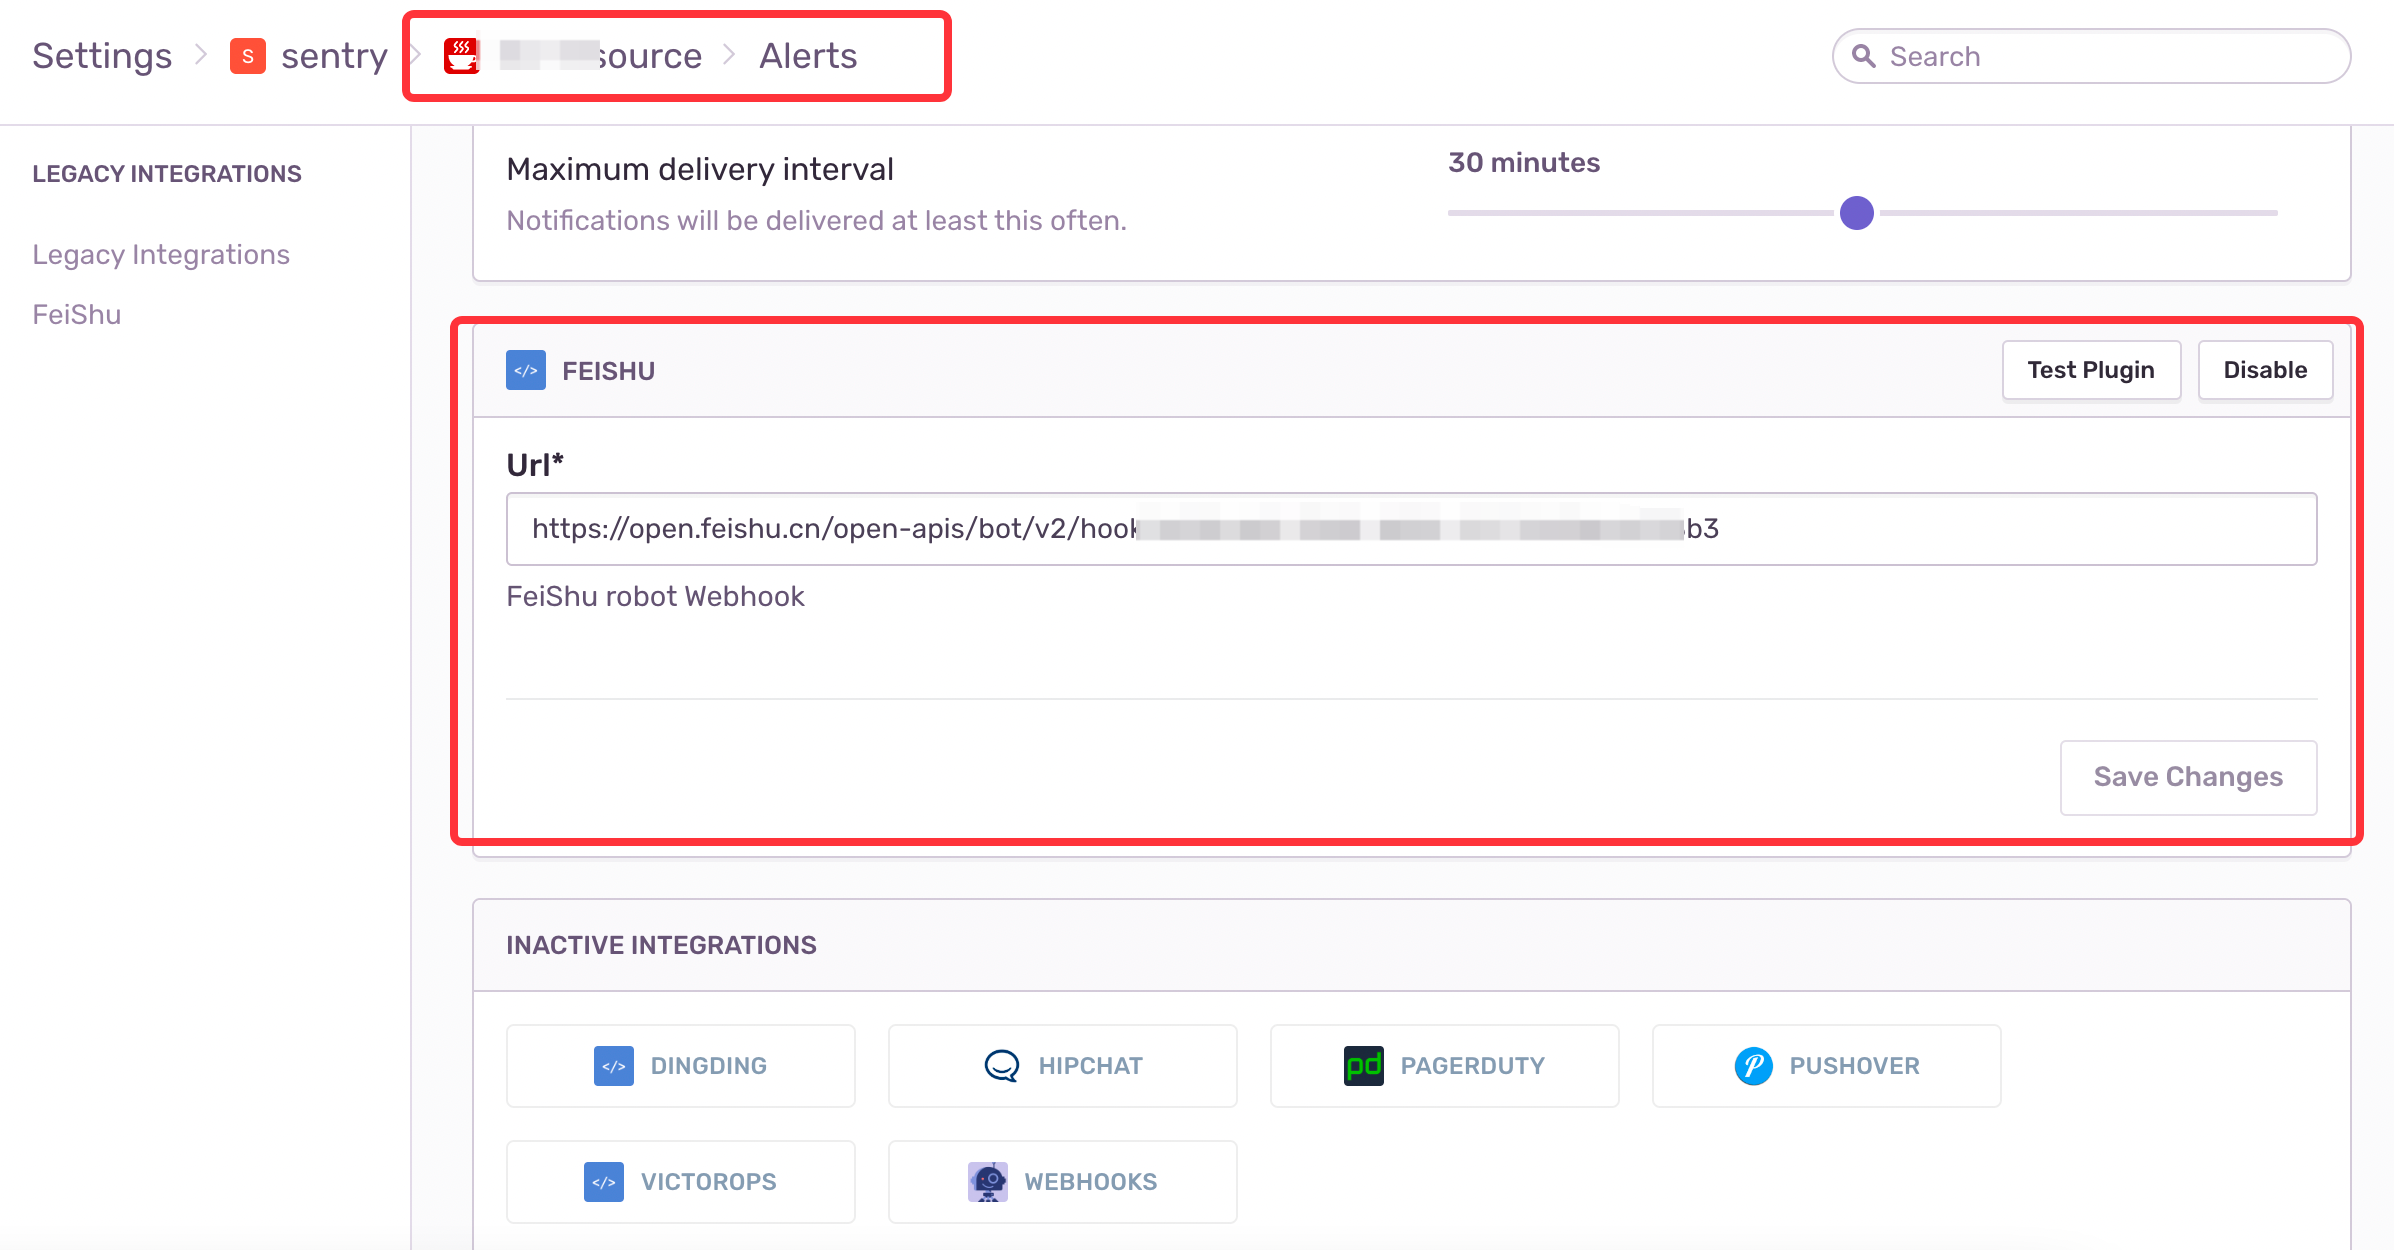 Settings > S sentry > source > Alerts
Search
LEGACY INTEGRATIONS
Legacy Integrations
FeiShu
Maximum delivery interval
Notifications will be delivered at least this often.
30 minutes
</> FEISHU
Test Plugin
Disable
Url*
https://open.feishu.cn/open-apis/bot/v2/hook b3
FeiShu robot Webhook
Save Changes
INACTIVE INTEGRATIONS
</> DINGDING
HIPCHAT
pd PAGERDUTY
P PUSHOVER
</> VICTOROPS
WEBHOOKS